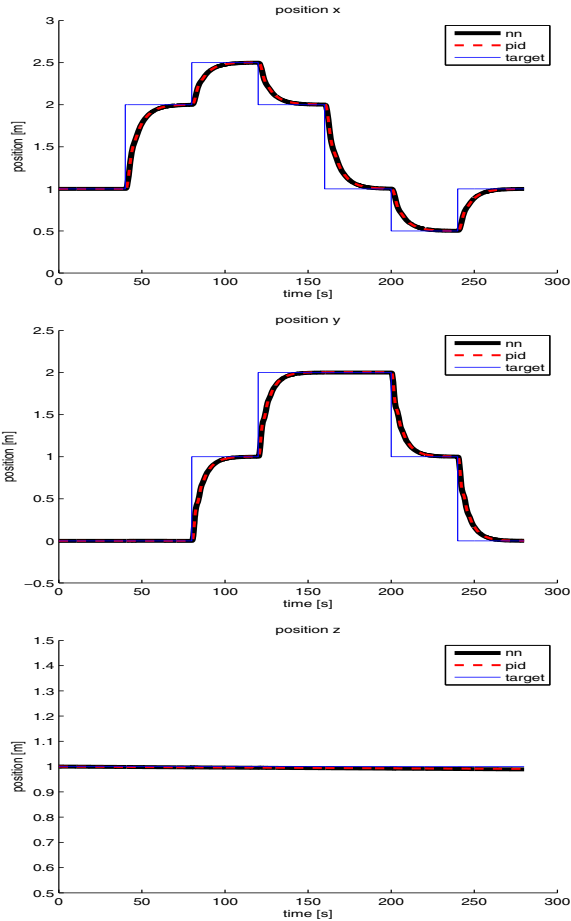 position x
3
2.5
2
1.5
1
0.5
0
position [m]
nn
pid
target
0 50 100 150 200 250 300
time [s]
position y
2.5
2
1.5
1
0.5
0
−0.5
position [m]
nn
pid
target
0 50 100 150 200 250 300
time [s]
position z
1.5
1.4
1.3
1.2
1.1
1
0.9
0.8
0.7
0.6
0.5
position [m]
nn
pid
target
0 50 100 150 200 250 300
time [s]